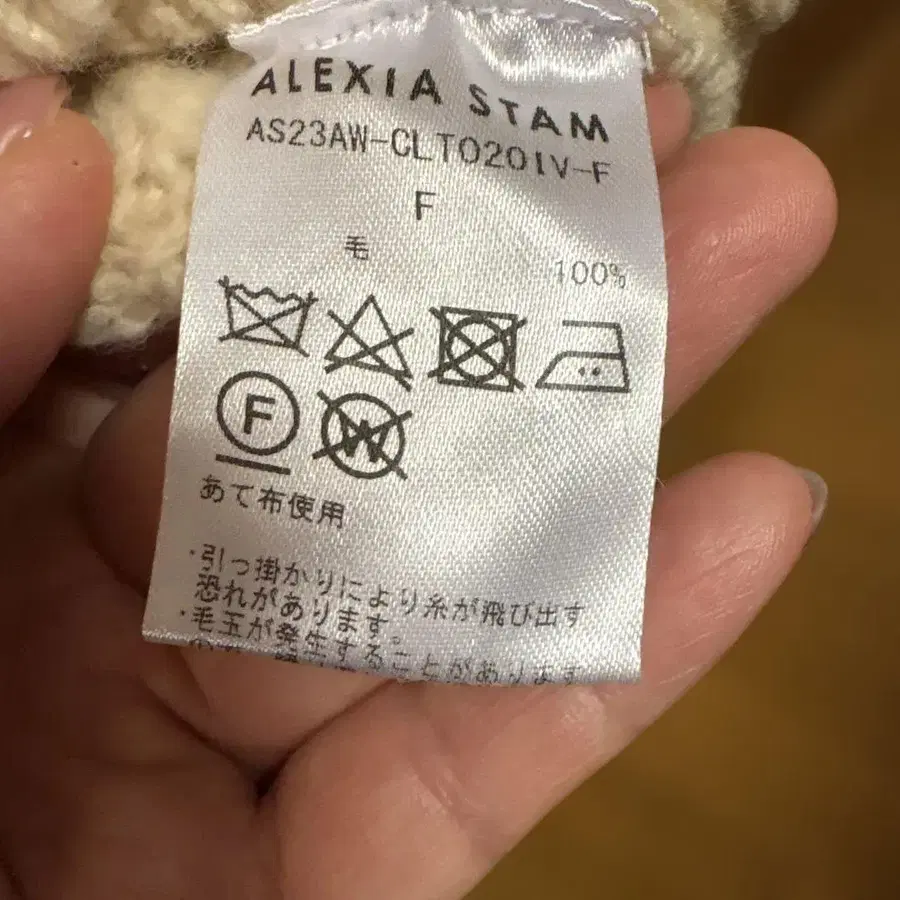 ALEXIA STAM
AS23AW-CLT0201V-F
F
毛 100%
F W
あて布使用
・引っ掛かりにより糸が飛び出す
恐れがあります。
・毛玉が発生することがあります